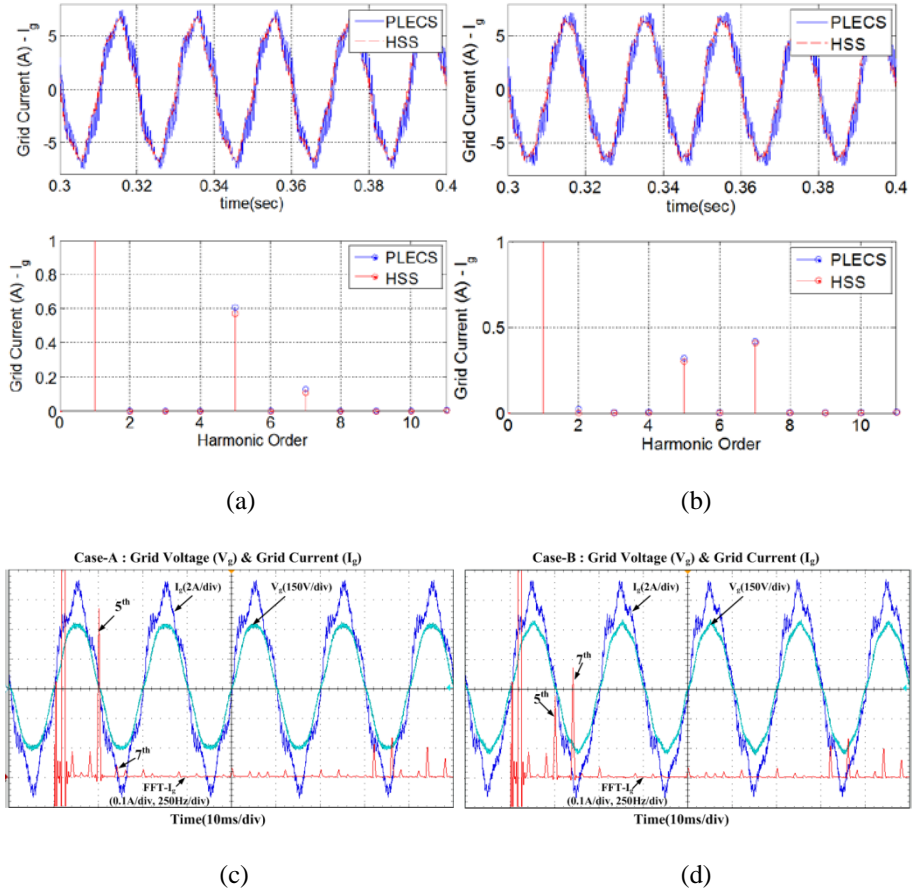 Grid Current (A) - Ig
5
0
-5
0.3 0.32 0.34 0.36 0.38 0.4
time(sec)
PLECS
HSS
Grid Current (A) - Ig
5
0
-5
0.3 0.32 0.34 0.36 0.38 0.4
time(sec)
PLECS
HSS
Grid Current (A) - Ig
1
0.8
0.6
0.4
0.2
0
0 2 4 6 8 10
Harmonic Order
PLECS
HSS
Grid Current (A) - Ig
1
0.5
0
0 2 4 6 8 10
Harmonic Order
PLECS
HSS
(a)
(b)
Case-A : Grid Voltage (Vg) & Grid Current (Ig)
5th
Ig(2A/div)
Vg(150V/div)
7th
FFT-Ig
(0.1A/div, 250Hz/div)
Time(10ms/div)
Case-B : Grid Voltage (Vg) & Grid Current (Ig)
Ig(2A/div)
Vg(150V/div)
7th
5th
FFT-Ig
(0.1A/div, 250Hz/div)
Time(10ms/div)
(c)
(d)